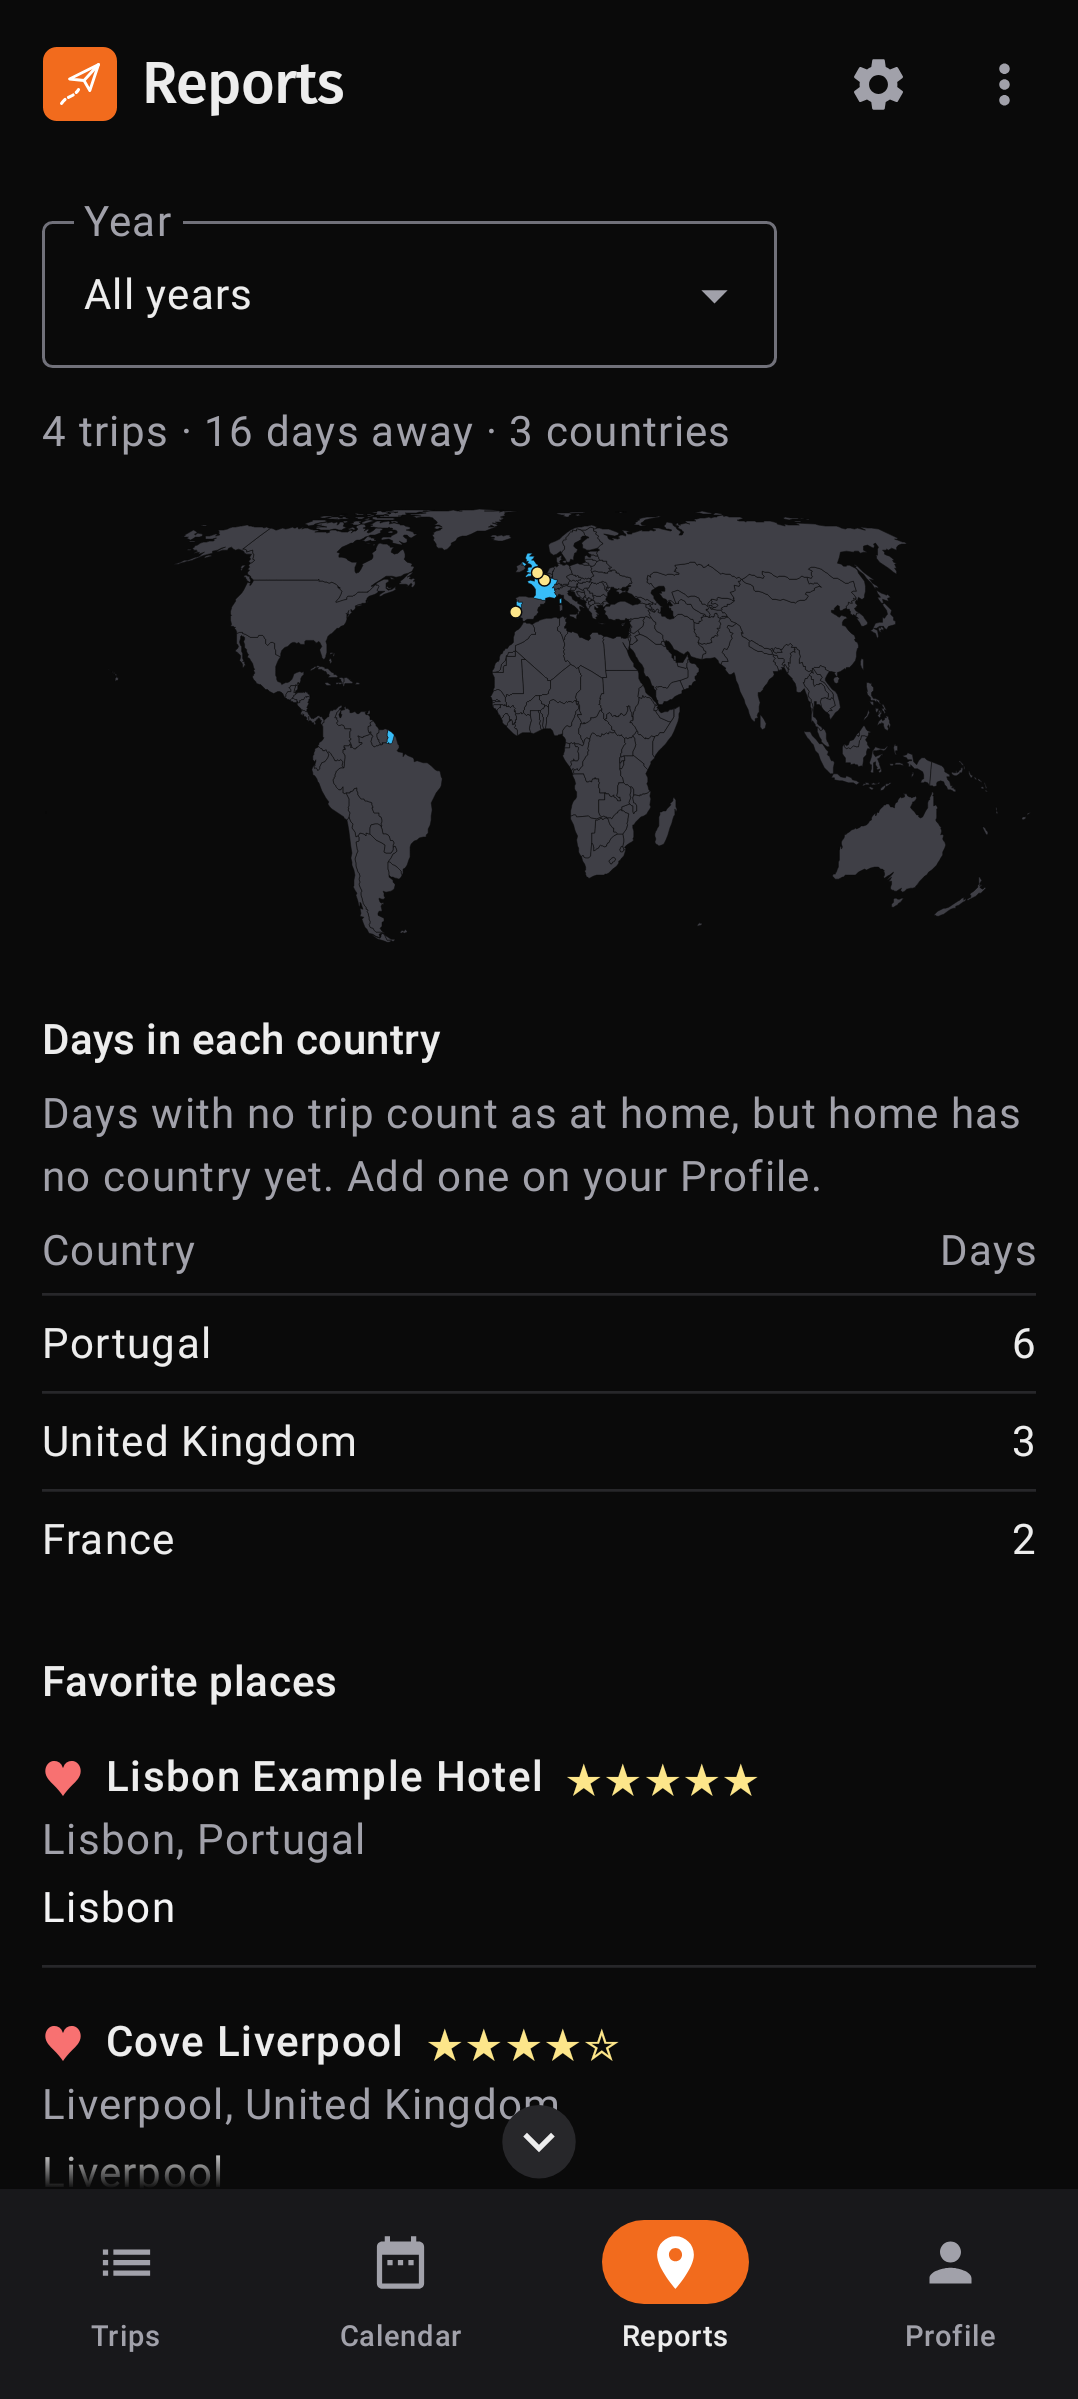 Reports
Year
All years
4 trips · 16 days away · 3 countries
Days in each country
Days with no trip count as at home, but home has
no country yet. Add one on your Profile.
Country Days
Portugal 6
United Kingdom 3
France 2
Favorite places
Lisbon Example Hotel ★★★★★
Lisbon, Portugal
Lisbon
Cove Liverpool ★★★★☆
Liverpool, United Kingdom
Liverpool
Trips Calendar Reports Profile